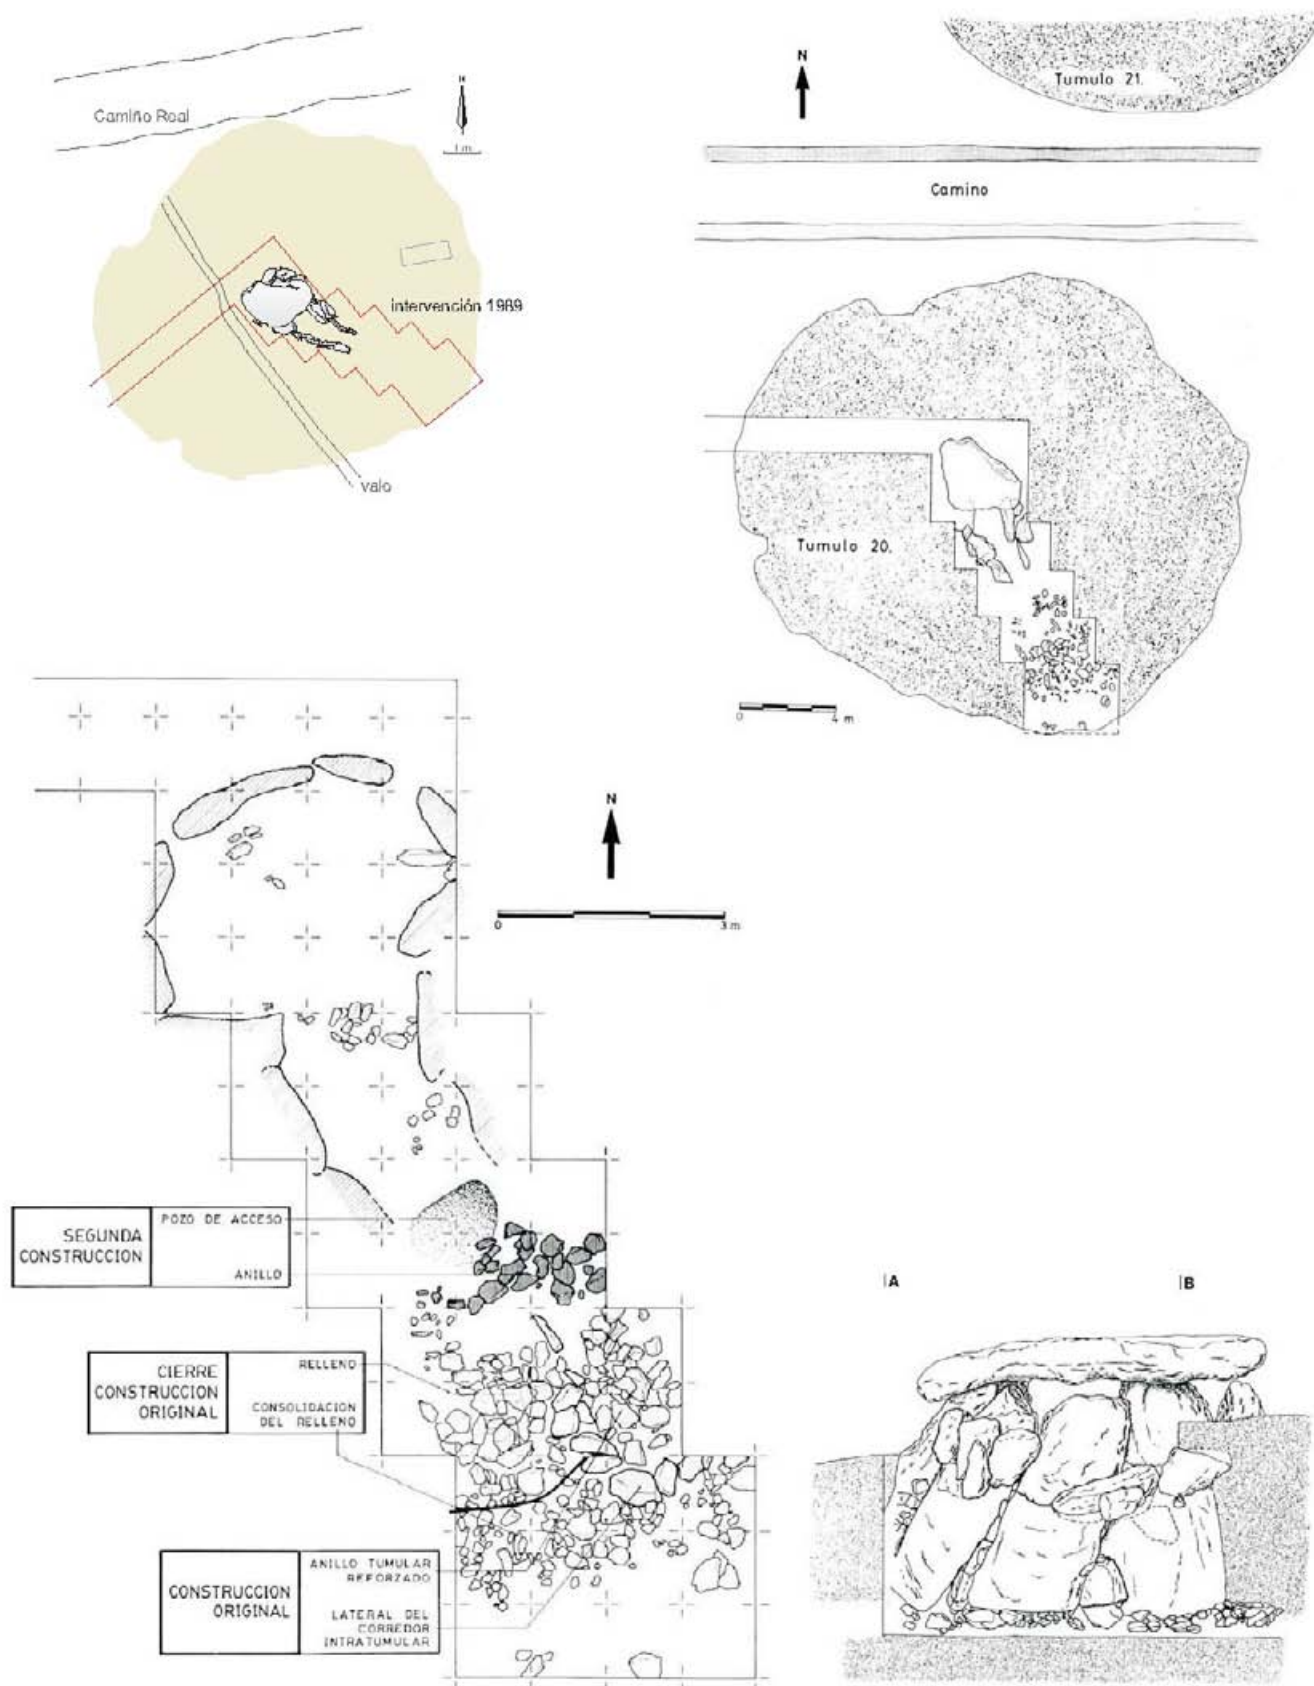 Camiño Real
N
1 m
intervención 1989
valo
N
Tumulo 21.
Camino
Tumulo 20.
0 4 m
N
0 3 m
SEGUNDA
CONSTRUCCION
POZO DE ACCESO
ANILLO
CIERRE
CONSTRUCCION
ORIGINAL
RELLENO
CONSOLIDACION
DEL RELLENO
CONSTRUCCION
ORIGINAL
ANILLO TUMULAR
REFORZADO
LATERAL DEL
CORREDOR
INTRATUMULAR
A
B